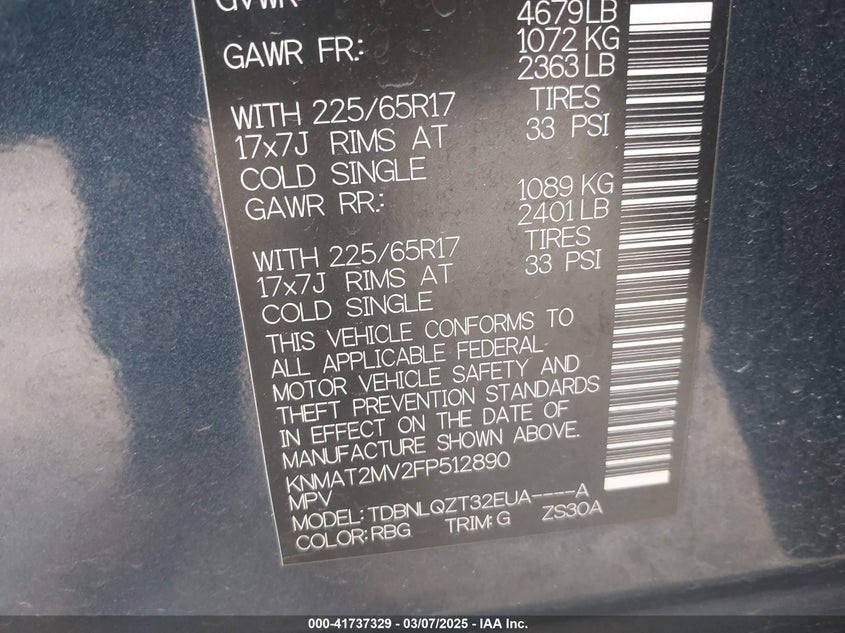 GVWR:
4679 LB
GAWR FR.: 1072 KG
2363 LB
WITH 225/65R17 TIRES
17x7J RIMS AT 33 PSI
COLD SINGLE
GAWR RR.: 1089 KG
2401 LB
WITH 225/65R17 TIRES
17x7J RIMS AT 33 PSI
COLD SINGLE
THIS VEHICLE CONFORMS TO
ALL APPLICABLE FEDERAL
MOTOR VEHICLE SAFETY AND
THEFT PREVENTION STANDARDS
IN EFFECT ON THE DATE OF
MANUFACTURE SHOWN ABOVE.
KNMAT2MV2FP512890
MPV
MODEL: TDBNLQZT32EUA----A
COLOR: RBG TRIM: G ZS30A
000-41737329 - 03/07/2025 - IAA Inc.